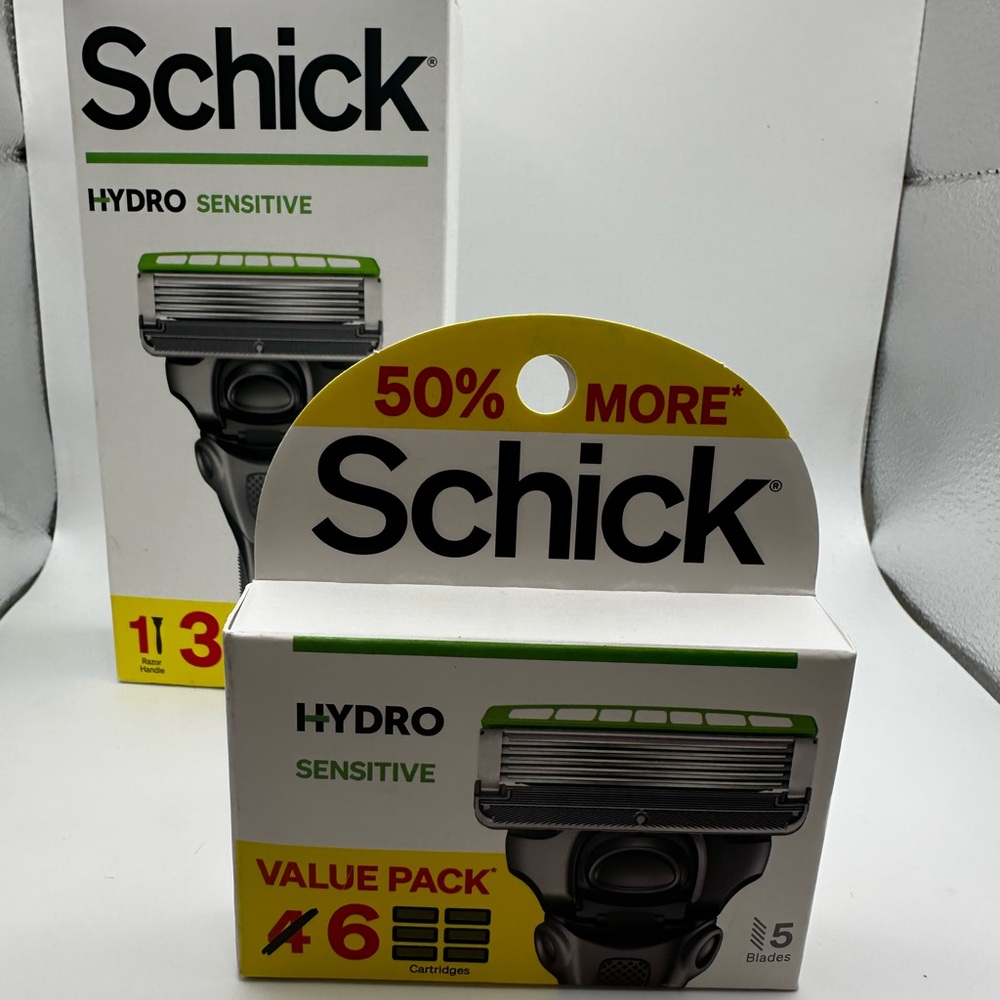 Schick®
HYDRO SENSITIVE
1 3
Razor
Handle
50% MORE*
Schick®
HYDRO
SENSITIVE
VALUE PACK*
4 6
Cartridges
5
Blades